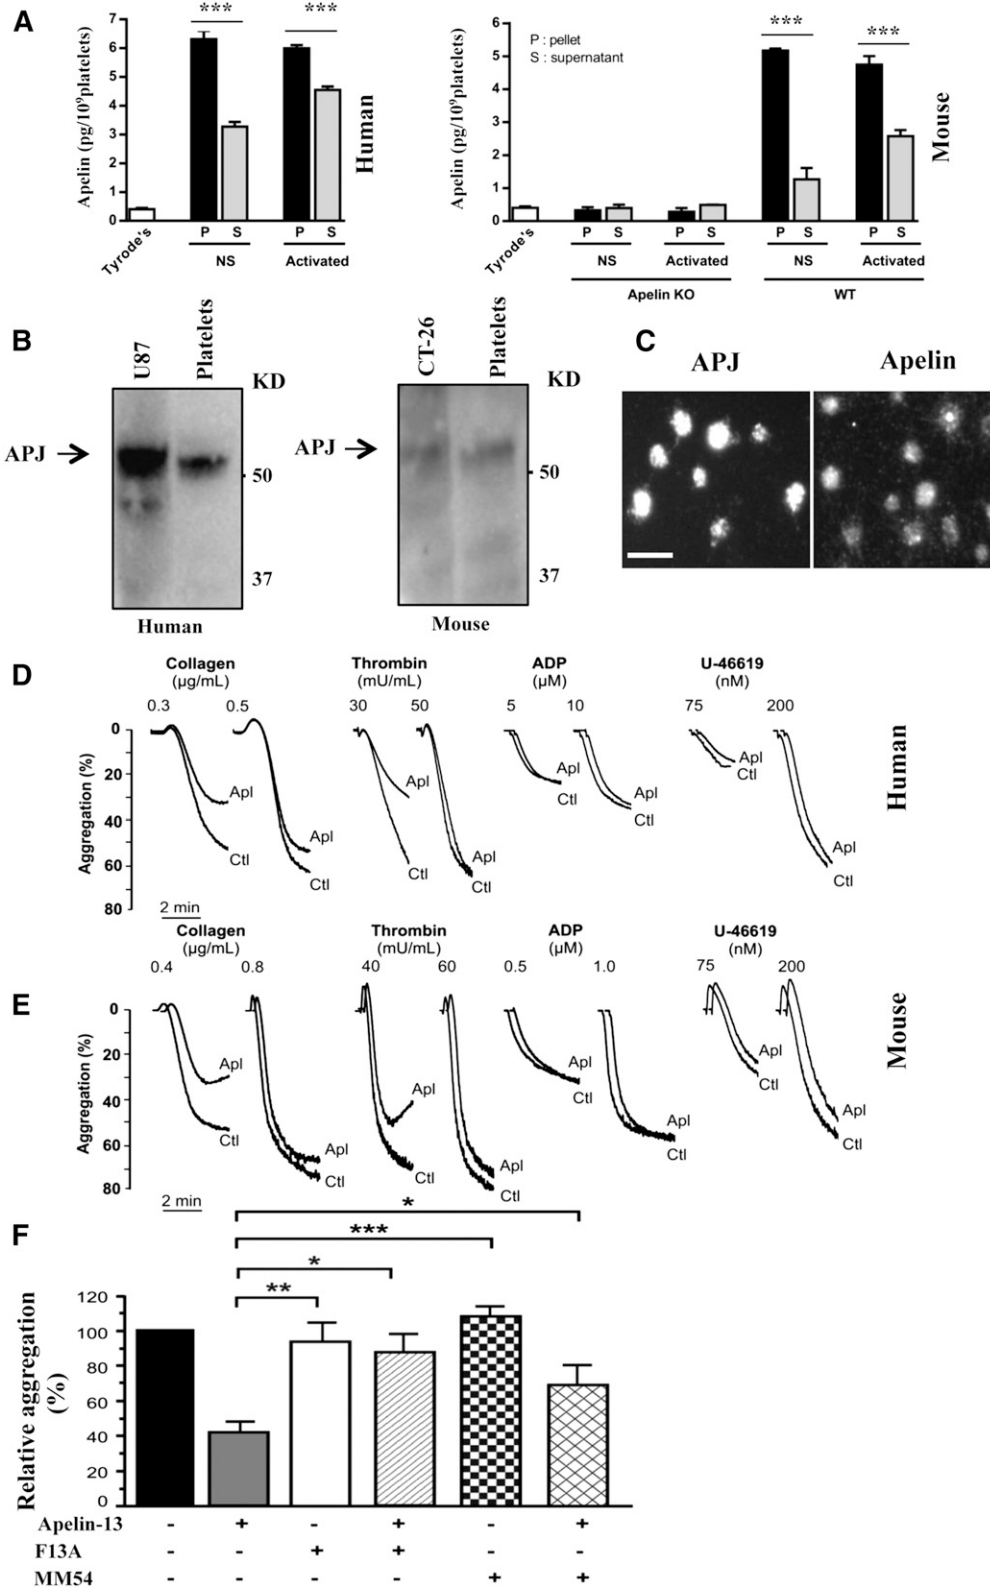 A
Apelin (pg/10⁹platelets)
7
6
5
4
3
2
1
0
***
***
Tyrode's
P S P S
NS Activated
Human
Apelin (pg/10⁹platelets)
6
5
4
3
2
1
0
P : pellet
S : supernatant
***
***
Tyrode's
P S P S P S P S
NS Activated NS Activated
Apelin KO WT
Mouse
B
U87 Platelets
KD
APJ
50
37
Human
CT-26 Platelets
KD
APJ
50
37
Mouse
C
APJ Apelin
D
Collagen Thrombin ADP U-46619
(µg/mL) (mU/mL) (µM) (nM)
0.3 0.5 30 50 5 10 75 200
Aggregation (%)
0
20
40
60
80
Apl
Ctl
Apl
Ctl
Apl
Ctl
Apl
Ctl
Apl
Ctl
Apl
Ctl
Apl
Ctl
Apl
Ctl
2 min
Human
E
Collagen Thrombin ADP U-46619
(µg/mL) (mU/mL) (µM) (nM)
0.4 0.8 40 60 0.5 1.0 75 200
Aggregation (%)
0
20
40
60
80
Apl
Ctl
Apl
Ctl
Apl
Ctl
Apl
Ctl
Apl
Ctl
Apl
Ctl
Apl
Ctl
Apl
Ctl
2 min
Mouse
F
*
***
*
**
Relative aggregation
(%)
120
100
80
60
40
20
0
Apelin-13 - + - + - +
F13A - - + + - -
MM54 - - - - + +